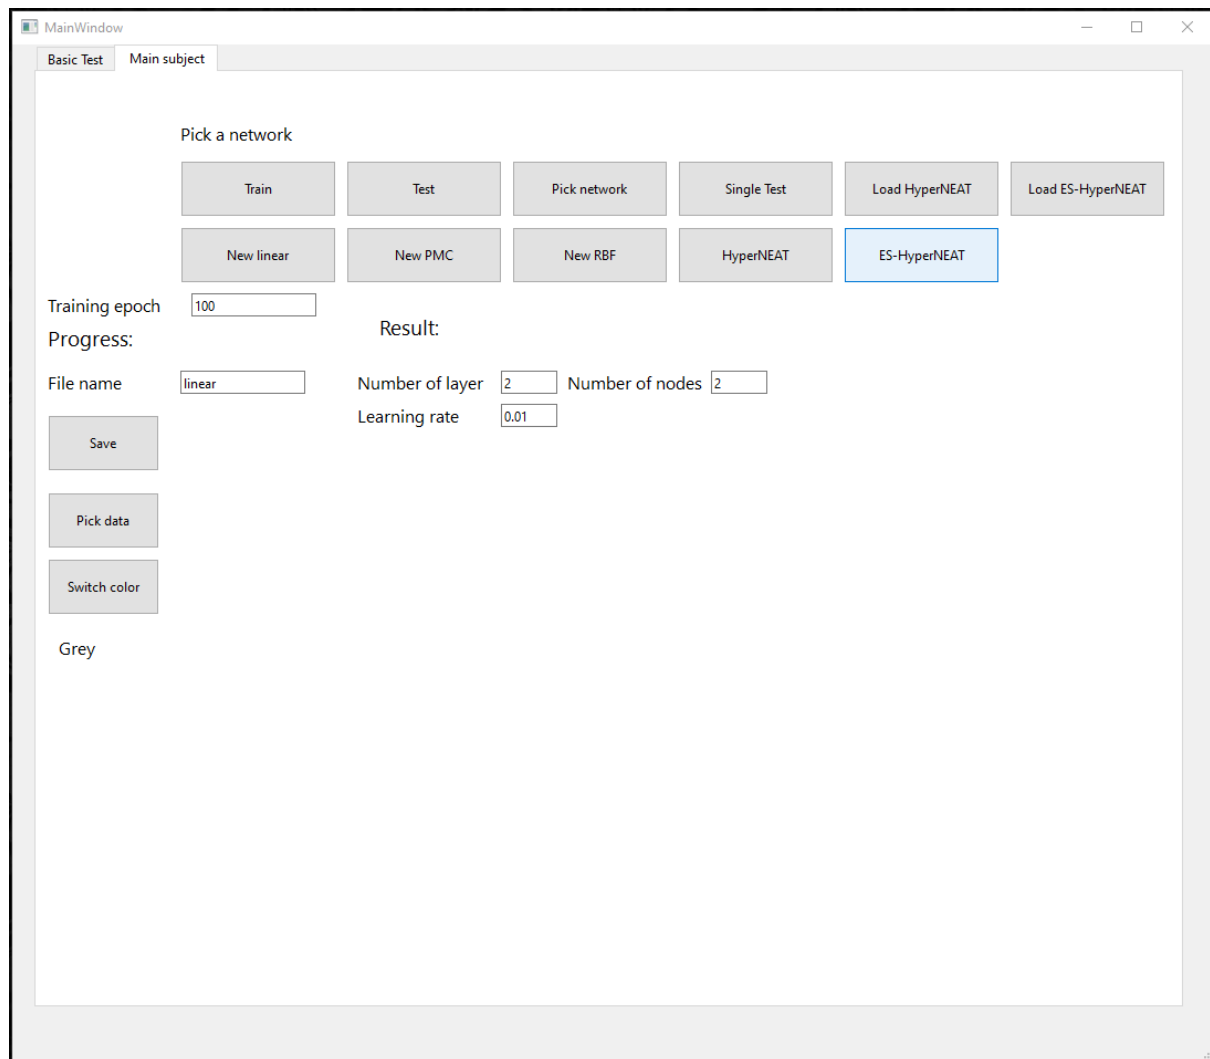 MainWindow
Basic Test Main subject
Pick a network
Train Test Pick network Single Test Load HyperNEAT Load ES-HyperNEAT
New linear New PMC New RBF HyperNEAT ES-HyperNEAT
Training epoch 100
Result:
Progress:
File name linear Number of layer 2 Number of nodes 2
Learning rate 0.01
Save
Pick data
Switch color
Grey